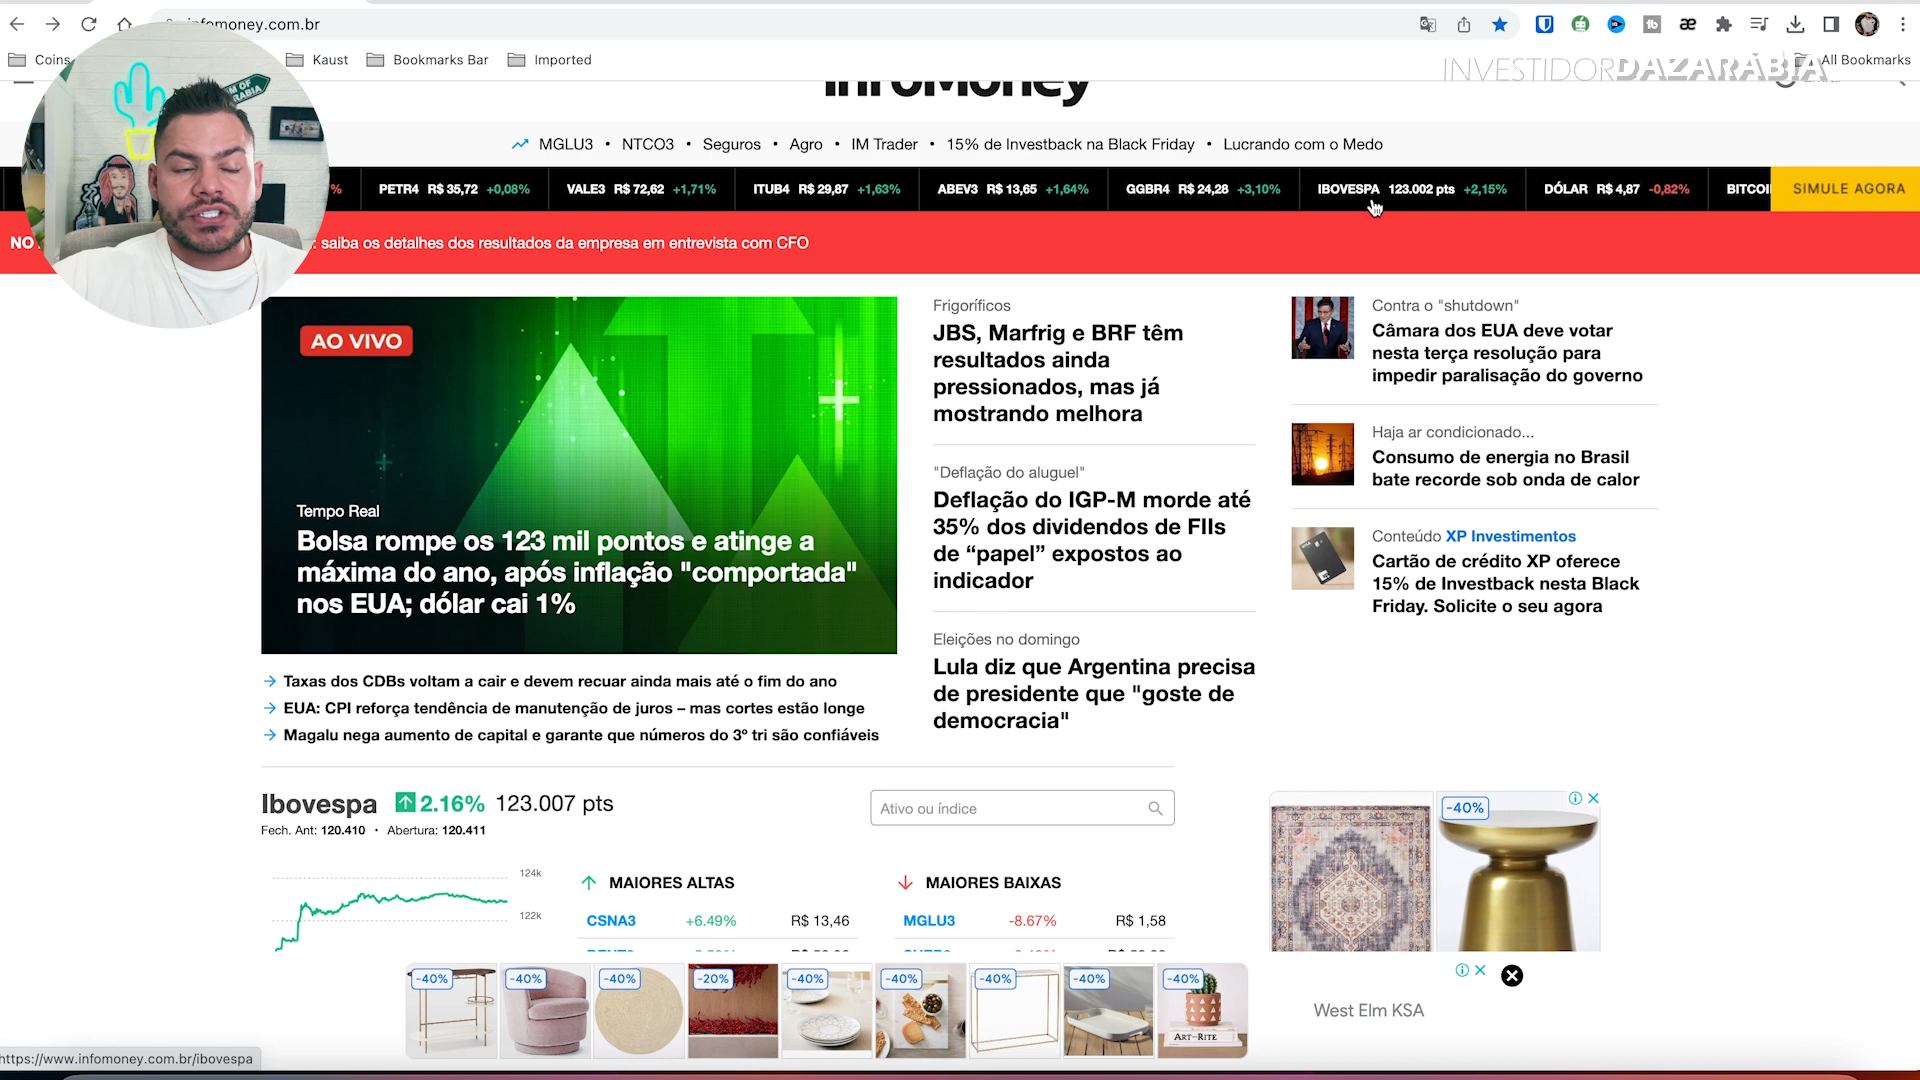 infomoney.com.br
Coins
Kaust
Bookmarks Bar
Imported
All Bookmarks
INVESTIDORDAZARÁBIA
InfoMoney
MGLU3 • NTCO3 • Seguros • Agro • IM Trader • 15% de Investback na Black Friday • Lucrando com o Medo
% PETR4 R$ 35,72 +0,08% VALE3 R$ 72,62 +1,71% ITUB4 R$ 29,87 +1,63% ABEV3 R$ 13,65 +1,64% GGBR4 R$ 24,28 +3,10% IBOVESPA 123.002 pts +2,15% DÓLAR R$ 4,87 -0,82% BITCOI
SIMULE AGORA
NO : saiba os detalhes dos resultados da empresa em entrevista com CFO
AO VIVO
Tempo Real
Bolsa rompe os 123 mil pontos e atinge a
máxima do ano, após inflação "comportada"
nos EUA; dólar cai 1%
Taxas dos CDBs voltam a cair e devem recuar ainda mais até o fim do ano
EUA: CPI reforça tendência de manutenção de juros – mas cortes estão longe
Magalu nega aumento de capital e garante que números do 3º tri são confiáveis
Frigoríficos
JBS, Marfrig e BRF têm
resultados ainda
pressionados, mas já
mostrando melhora
"Deflação do aluguel"
Deflação do IGP-M morde até
35% dos dividendos de FIIs
de “papel” expostos ao
indicador
Eleições no domingo
Lula diz que Argentina precisa
de presidente que "goste de
democracia"
Contra o "shutdown"
Câmara dos EUA deve votar
nesta terça resolução para
impedir paralisação do governo
Haja ar condicionado...
Consumo de energia no Brasil
bate recorde sob onda de calor
Conteúdo XP Investimentos
Cartão de crédito XP oferece
15% de Investback nesta Black
Friday. Solicite o seu agora
Ibovespa 2.16% 123.007 pts
Fech. Ant: 120.410 • Abertura: 120.411
Ativo ou índice
124k
122k
MAIORES ALTAS
CSNA3 +6.49% R$ 13,46
MAIORES BAIXAS
MGLU3 -8.67% R$ 1,58
-40%
-40% -40% -40% -20% -40% -40% -40% -40% -40%
ART-RITE
West Elm KSA
https://www.infomoney.com.br/ibovespa